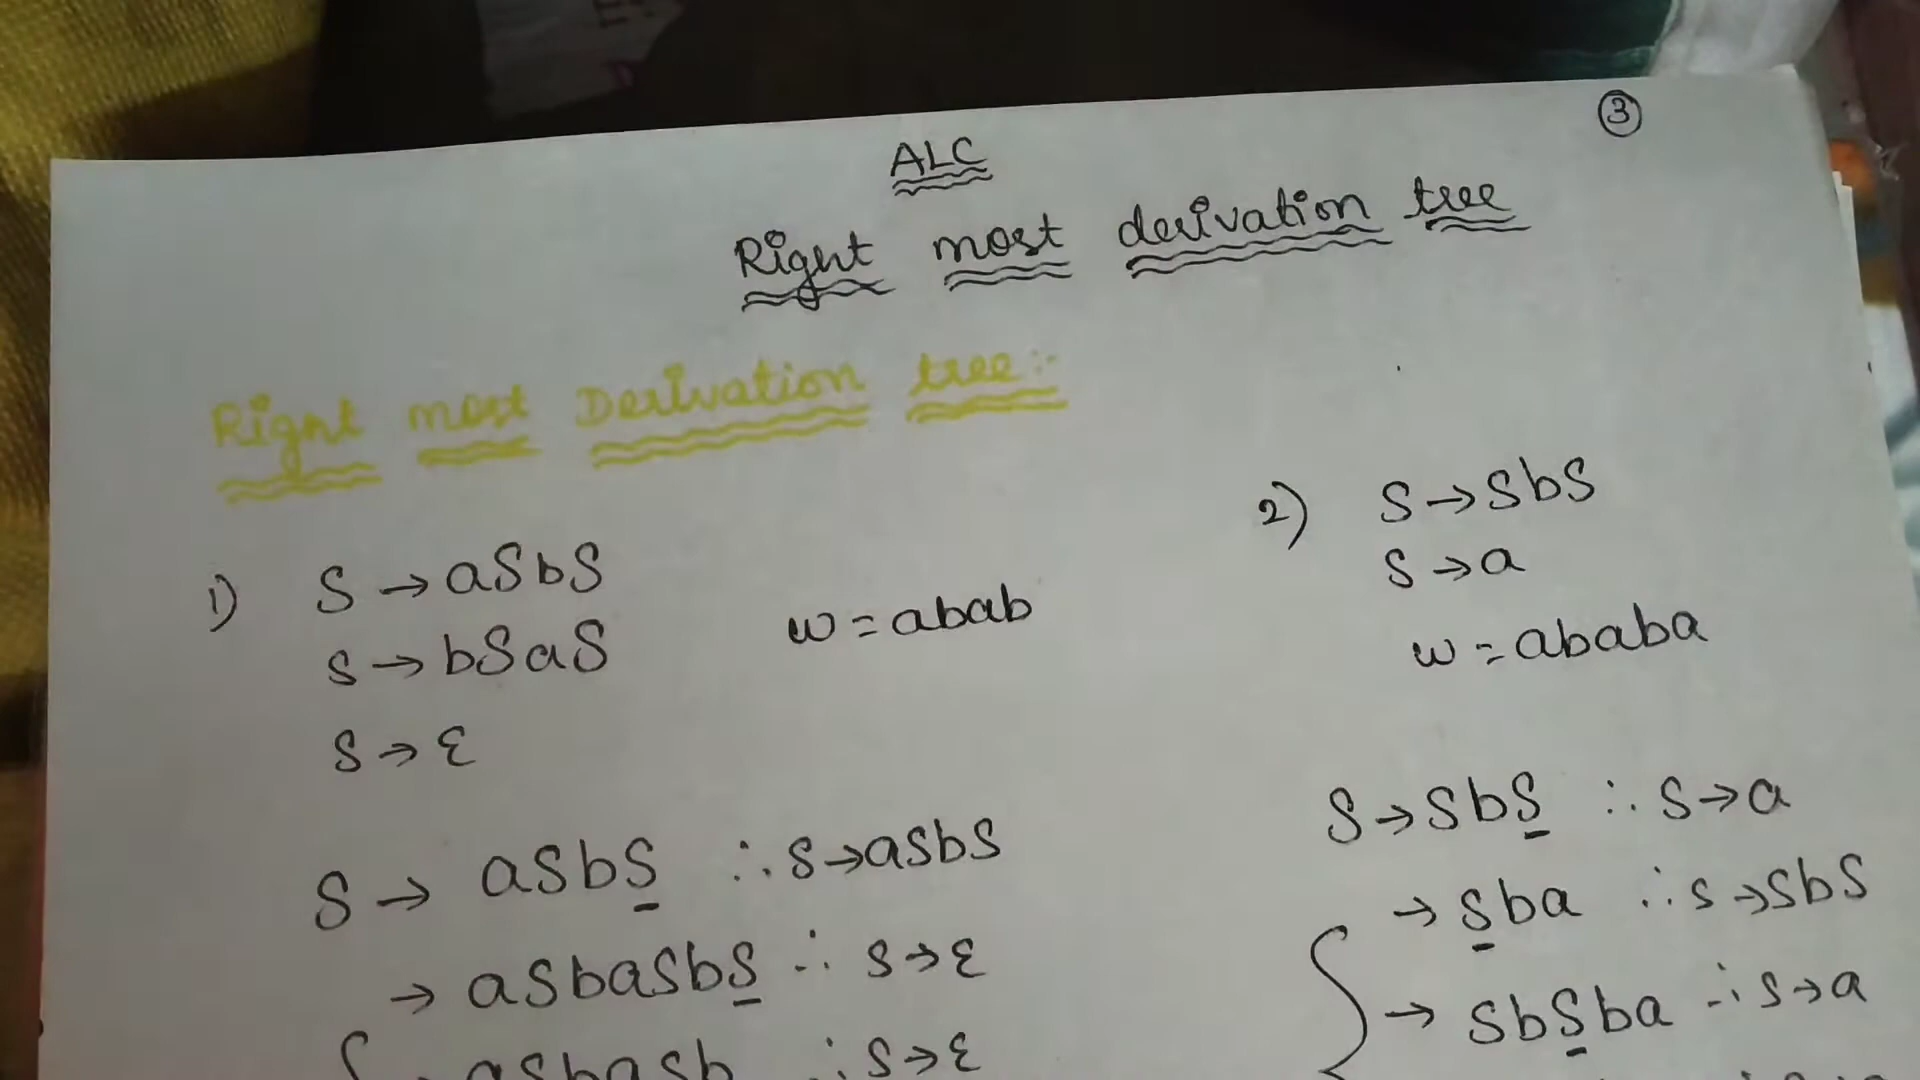 3
ALC
Right most derivation tree
Right most Derivation tree:-
1) S → aSbS
S → bSaS
S → ε
w = abab
S → aSbS ∴ S → aSbS
→ aSbaSbS ∴ S → ε
aSbaSb ∴ S → ε
2) S → SbS
S → a
w = ababa
S → SbS ∴ S → a
→ Sba ∴ S → SbS
→ SbSba ∴ S → a